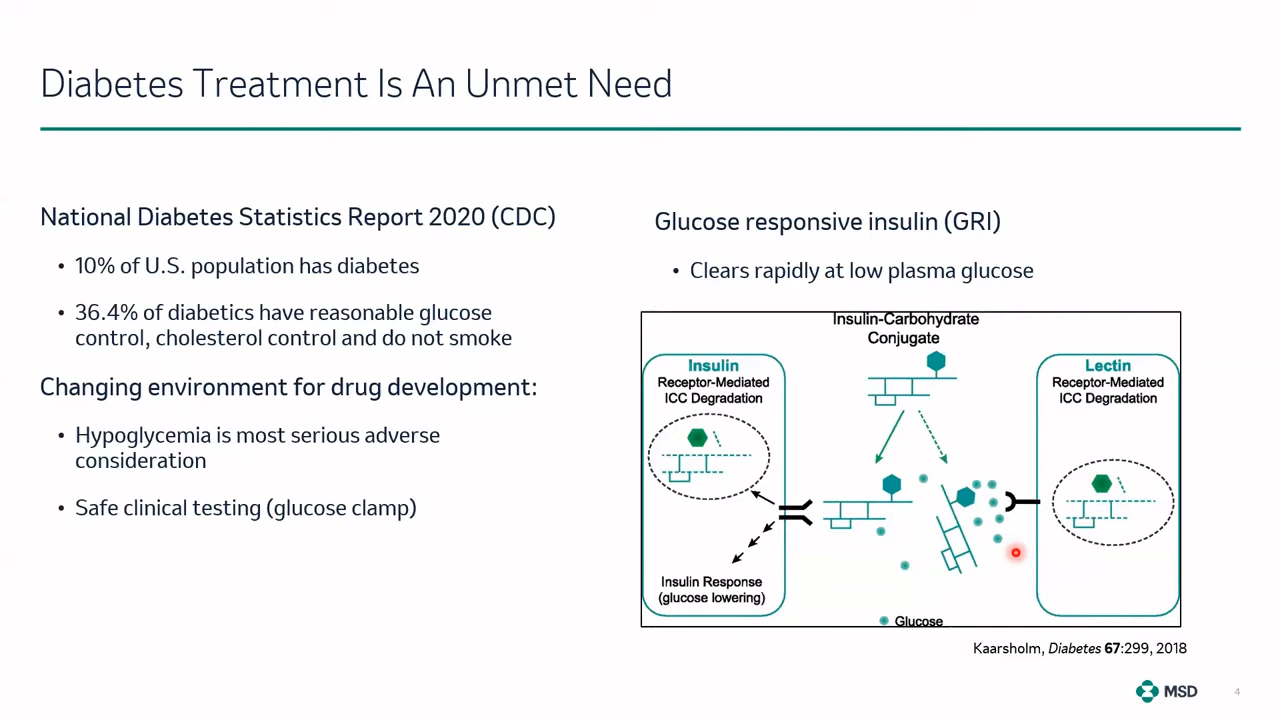 Diabetes Treatment Is An Unmet Need
National Diabetes Statistics Report 2020 (CDC)
• 10% of U.S. population has diabetes
• 36.4% of diabetics have reasonable glucose
control, cholesterol control and do not smoke
Changing environment for drug development:
• Hypoglycemia is most serious adverse
consideration
• Safe clinical testing (glucose clamp)
Glucose responsive insulin (GRI)
• Clears rapidly at low plasma glucose
Insulin-Carbohydrate
Conjugate
Insulin
Receptor-Mediated
ICC Degradation
Insulin Response
(glucose lowering)
Glucose
Lectin
Receptor-Mediated
ICC Degradation
Kaarsholm, Diabetes 67:299, 2018
MSD
4